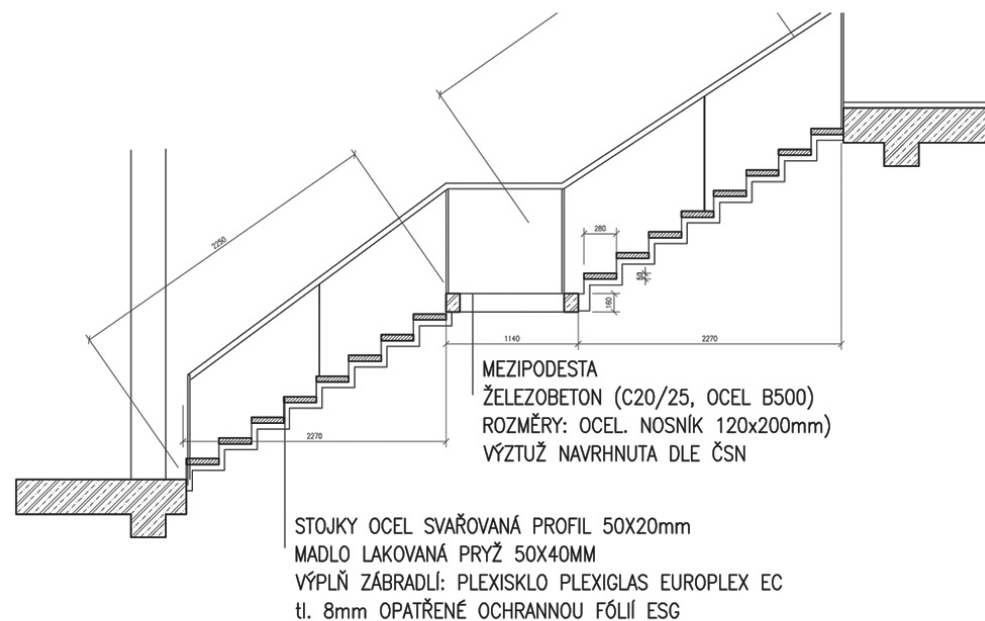 2250
280
50
160
1140
2270
2270
MEZIPODESTA
ŽELEZOBETON (C20/25, OCEL B500)
ROZMĚRY: OCEL. NOSNÍK 120x200mm)
VÝZTUŽ NAVRHNUTA DLE ČSN
STOJKY OCEL SVAŘOVANÁ PROFIL 50X20mm
MADLO LAKOVANÁ PRYŽ 50X40MM
VÝPLŇ ZÁBRADLÍ: PLEXISKLO PLEXIGLAS EUROPLEX EC
tl. 8mm OPATŘENÉ OCHRANNOU FÓLIÍ ESG